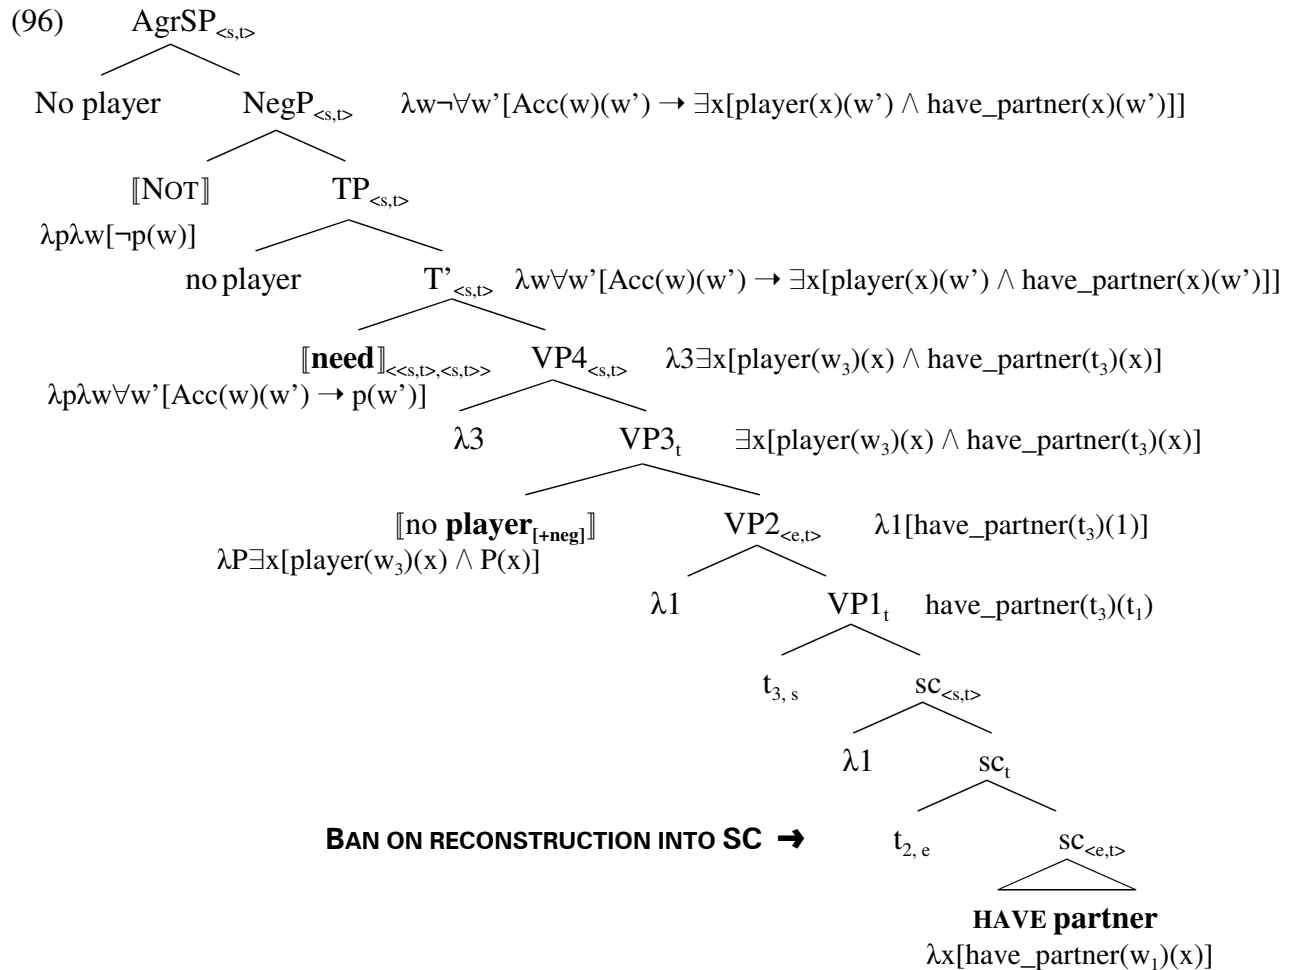 (96) AgrSP<s,t>
No player NegP<s,t> λw¬∀w’[Acc(w)(w’) → ∃x[player(x)(w’) ∧ have_partner(x)(w’)]]
⟦NOT⟧ TP<s,t>
λpλw[¬p(w)]
no player T’<s,t> λw∀w’[Acc(w)(w’) → ∃x[player(x)(w’) ∧ have_partner(x)(w’)]]
⟦need⟧<<s,t>,<s,t>> VP4<s,t> λ3∃x[player(w₃)(x) ∧ have_partner(t₃)(x)]
λpλw∀w’[Acc(w)(w’) → p(w’)]
λ3 VP3t ∃x[player(w₃)(x) ∧ have_partner(t₃)(x)]
⟦no player[+neg]⟧ VP2<e,t> λ1[have_partner(t₃)(1)]
λP∃x[player(w₃)(x) ∧ P(x)]
λ1 VP1t have_partner(t₃)(t₁)
t₃, s sc<s,t>
λ1 sct
BAN ON RECONSTRUCTION INTO SC → t₂, e sc<e,t>
HAVE partner
λx[have_partner(w₁)(x)]